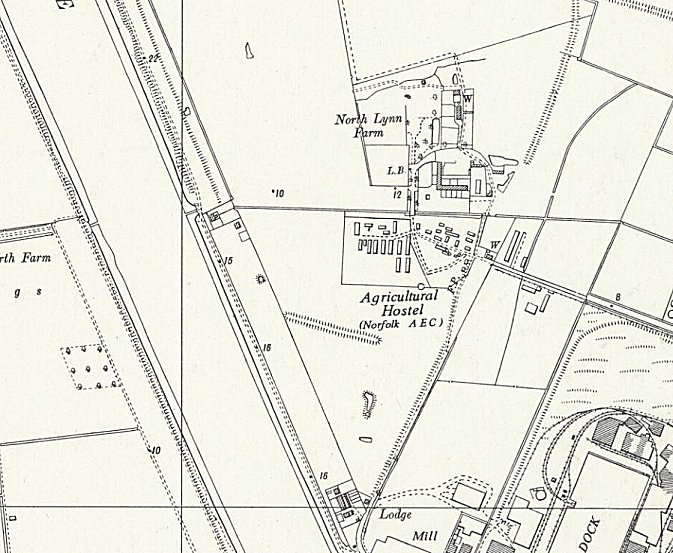 E
22
W
North Lynn
Farm
L.B.
10
12
W
rth Farm
g s
15
Agricultural
Hostel
(Norfolk AEC)
8
16
10
16
Lodge
Mill
DOCK